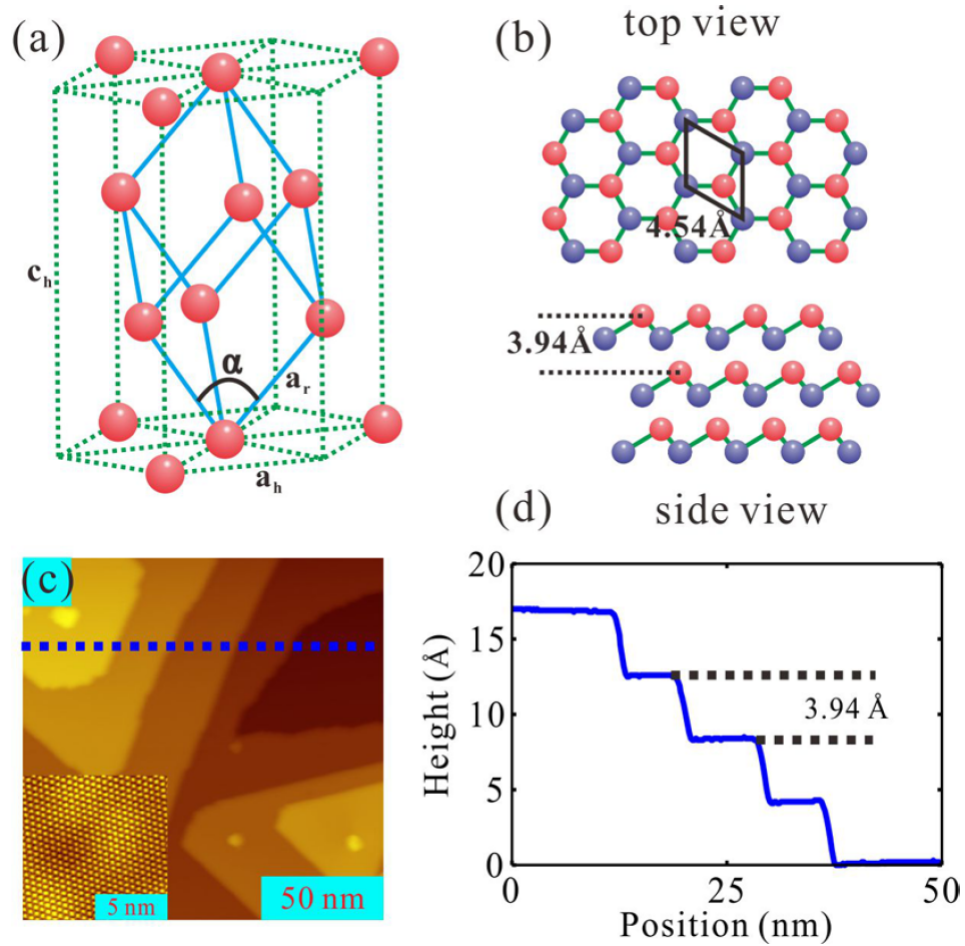 (a)
c_h
α
a_r
a_h
(b)
top view
4.54Å
3.94Å
side view
(c)
5 nm
50 nm
(d)
20
15
10
5
0
Height (Å)
3.94 Å
0 25 50
Position (nm)